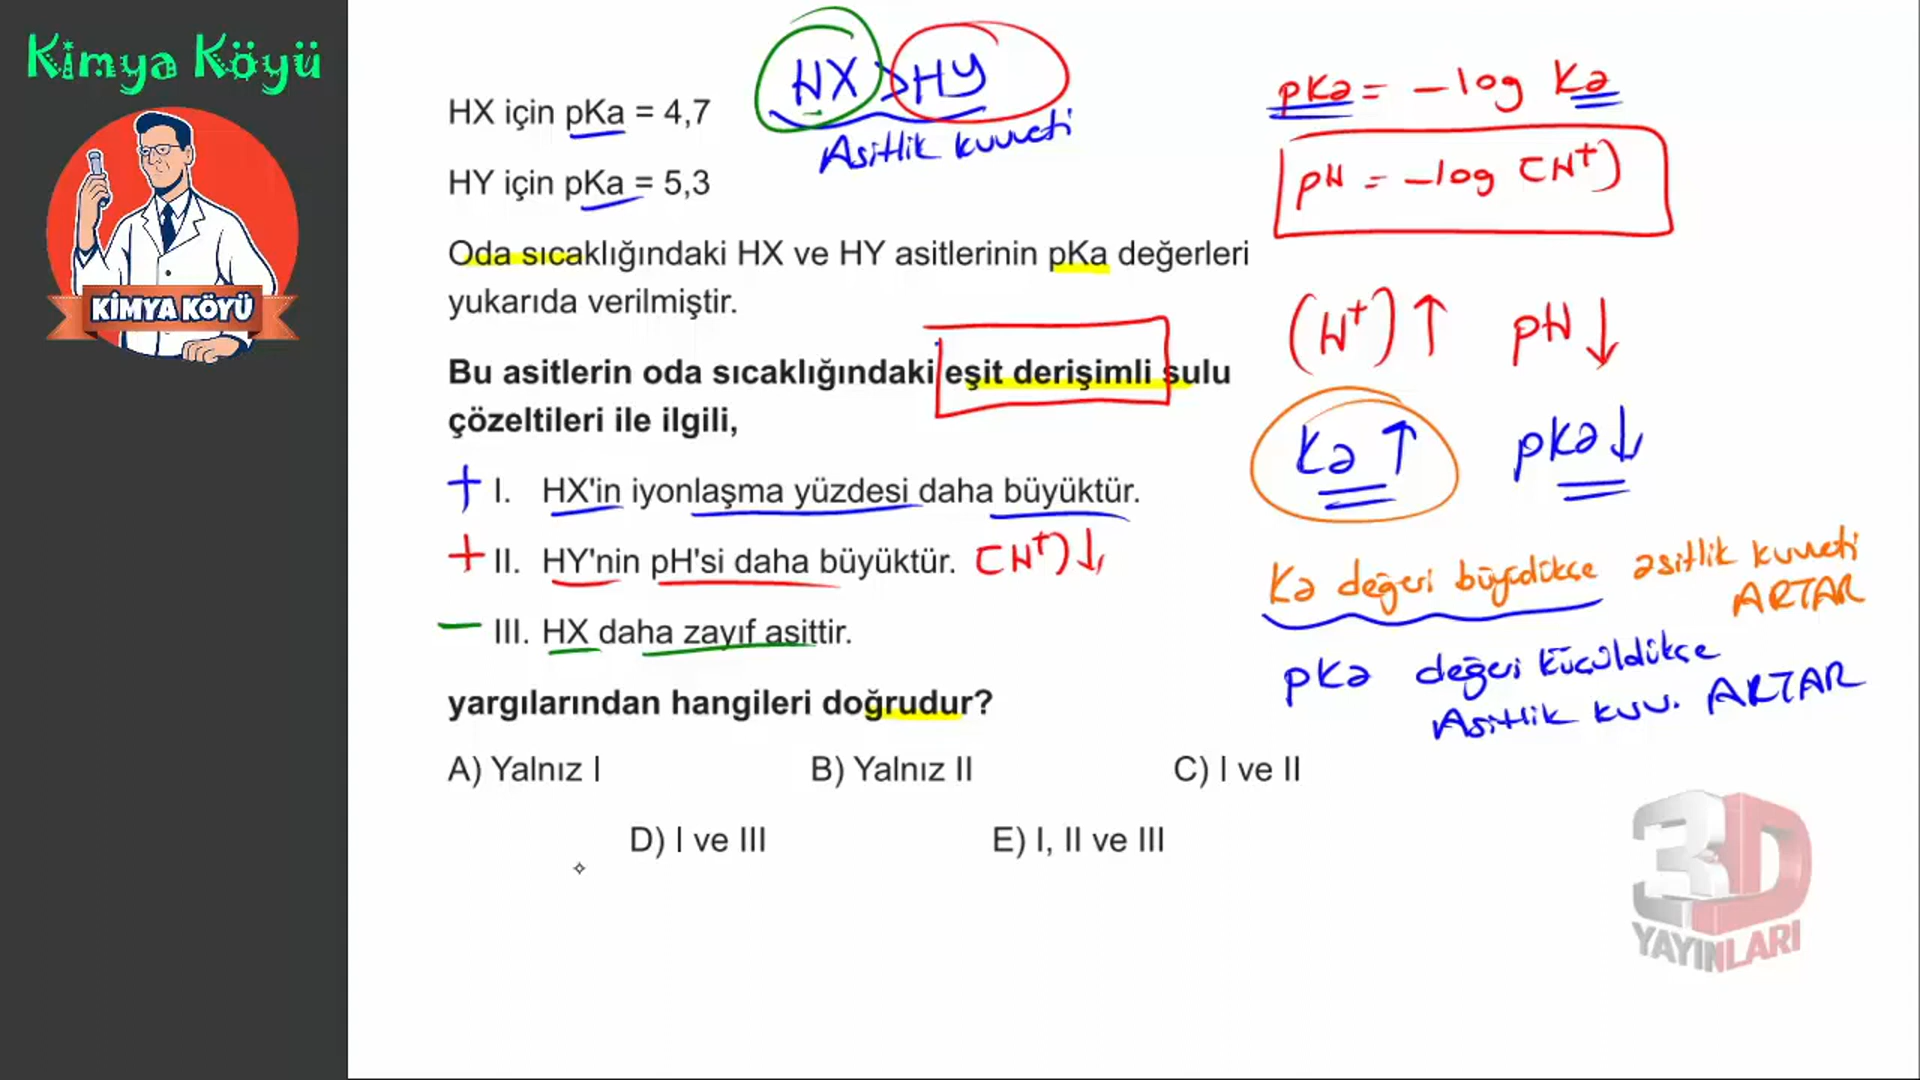 Kimya Köyü
KİMYA KÖYÜ
HX için pKa = 4,7
HY için pKa = 5,3
HX > HY
Asitlik kuvveti
Oda sıcaklığındaki HX ve HY asitlerinin pKa değerleri
yukarıda verilmiştir.
Bu asitlerin oda sıcaklığındaki eşit derişimli sulu
çözeltileri ile ilgili,
+ I. HX'in iyonlaşma yüzdesi daha büyüktür.
+ II. HY'nin pH'si daha büyüktür. [H+] ↓
− III. HX daha zayıf asittir.
yargılarından hangileri doğrudur?
A) Yalnız I
B) Yalnız II
C) I ve II
D) I ve III
E) I, II ve III
pKa = -log Ka
pH = -log [H+]
[H+] ↑ pH ↓
Ka ↑ pKa ↓
Ka değeri büyüdükçe asitlik kuvveti
ARTAR
pKa değeri küçüldükçe
Asitlik kuv. ARTAR
3D
YAYINLARI